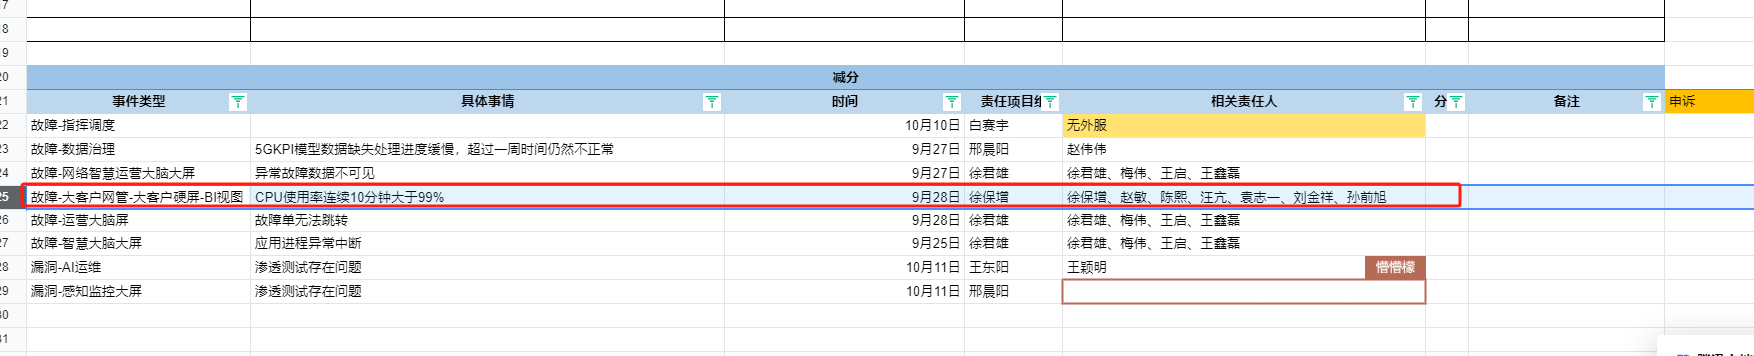 17
18
19
20 减分
21 事件类型 具体事情 时间 责任项目组 相关责任人 分 备注 申诉
22 故障-指挥调度 10月10日 白赛宇 无外服
23 故障-数据治理 5GKPI模型数据缺失处理进度缓慢，超过一周时间仍然不正常 9月27日 邢晨阳 赵伟伟
24 故障-网络智慧运营大脑大屏 异常故障数据不可见 9月27日 徐君雄 徐君雄、梅伟、王启、王鑫磊
25 故障-大客户网管-大客户硬屏-BI视图 CPU使用率连续10分钟大于99% 9月28日 徐保增 徐保增、赵敏、陈熙、汪亢、袁志一、刘金祥、孙前旭
26 故障-运营大脑屏 故障单无法跳转 9月28日 徐君雄 徐君雄、梅伟、王启、王鑫磊
27 故障-智慧大脑大屏 应用进程异常中断 9月25日 徐君雄 徐君雄、梅伟、王启、王鑫磊
28 漏洞-AI运维 渗透测试存在问题 10月11日 王东阳 王颖明 懵懵檬
29 漏洞-感知监控大屏 渗透测试存在问题 10月11日 邢晨阳
30
31